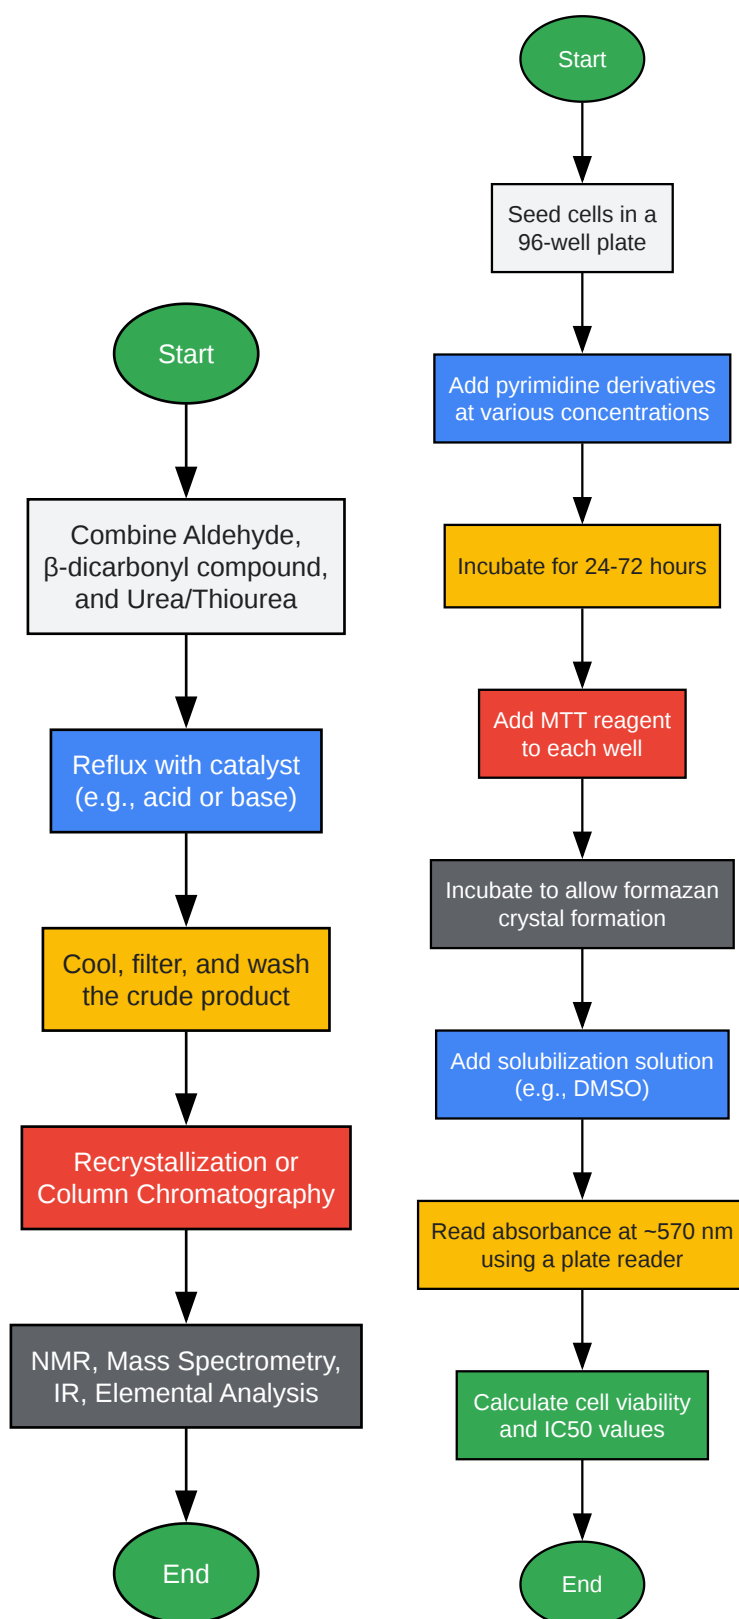 Start
Combine Aldehyde,
β-dicarbonyl compound,
and Urea/Thiourea
Reflux with catalyst
(e.g., acid or base)
Cool, filter, and wash
the crude product
Recrystallization or
Column Chromatography
NMR, Mass Spectrometry,
IR, Elemental Analysis
End
Start
Seed cells in a
96-well plate
Add pyrimidine derivatives
at various concentrations
Incubate for 24-72 hours
Add MTT reagent
to each well
Incubate to allow formazan
crystal formation
Add solubilization solution
(e.g., DMSO)
Read absorbance at ~570 nm
using a plate reader
Calculate cell viability
and IC50 values
End